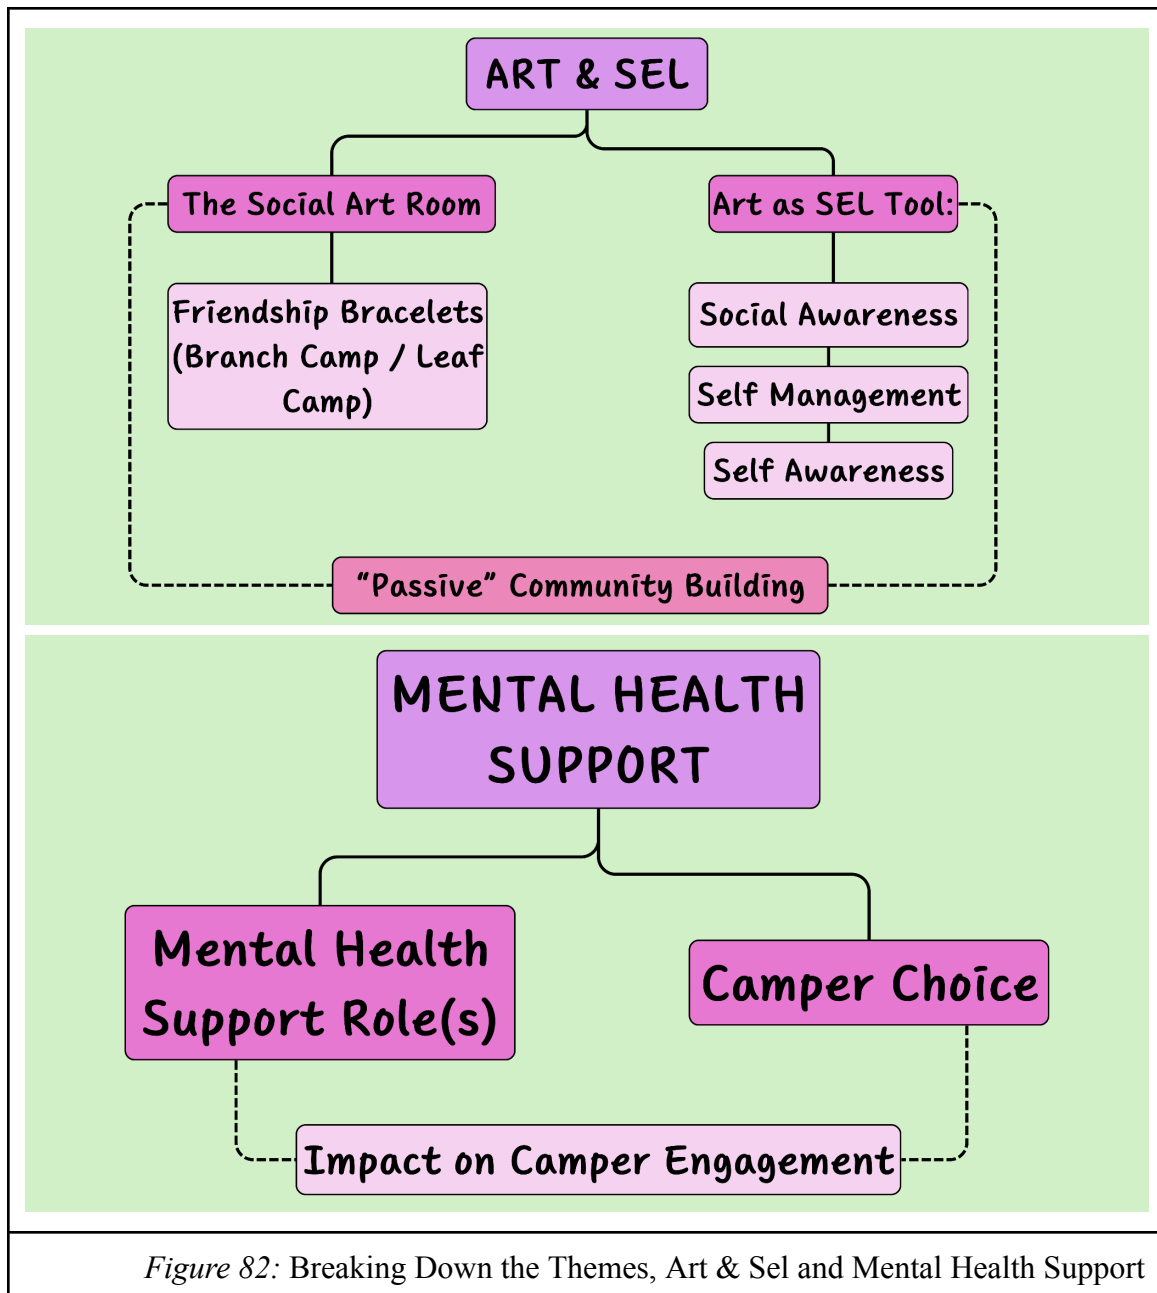 ART & SEL
The Social Art Room
Art as SEL Tool:
Friendship Bracelets
(Branch Camp / Leaf
Camp)
Social Awareness
Self Management
Self Awareness
“Passive” Community Building
MENTAL HEALTH
SUPPORT
Mental Health
Support Role(s)
Camper Choice
Impact on Camper Engagement
Figure 82: Breaking Down the Themes, Art & Sel and Mental Health Support